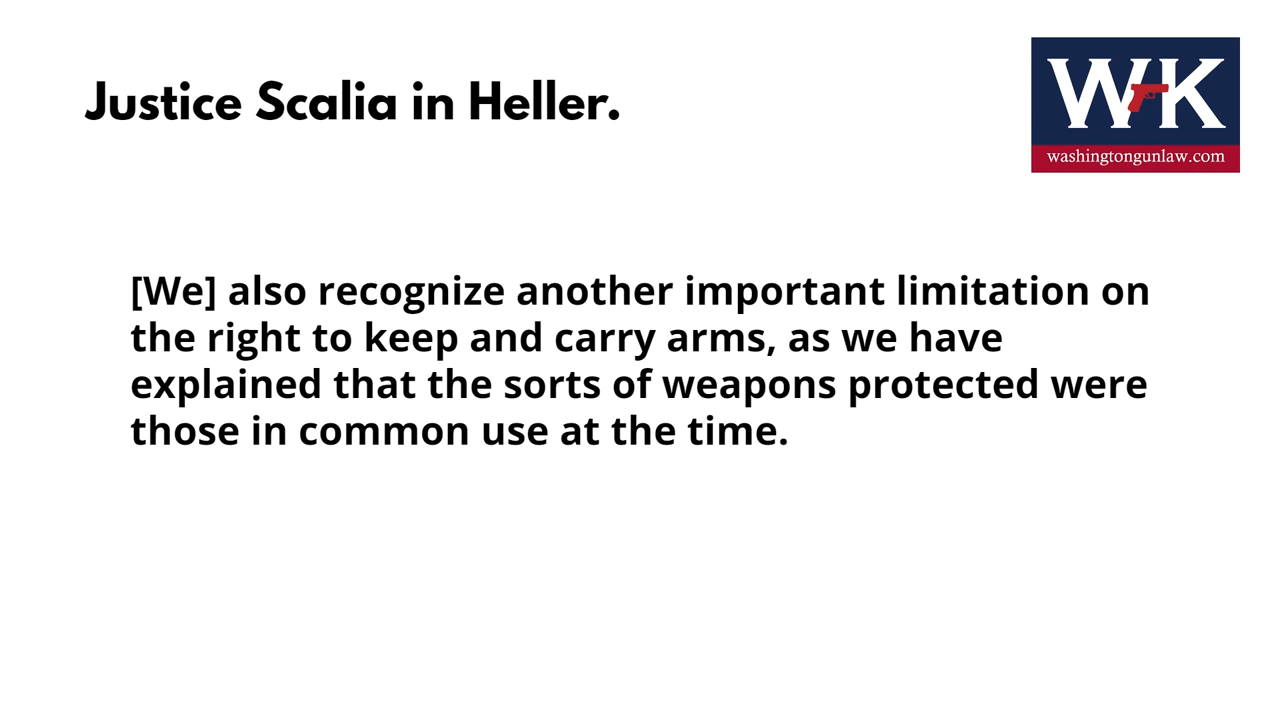 Justice Scalia in Heller.
WK
washingtongunlaw.com
[We] also recognize another important limitation on
the right to keep and carry arms, as we have
explained that the sorts of weapons protected were
those in common use at the time.